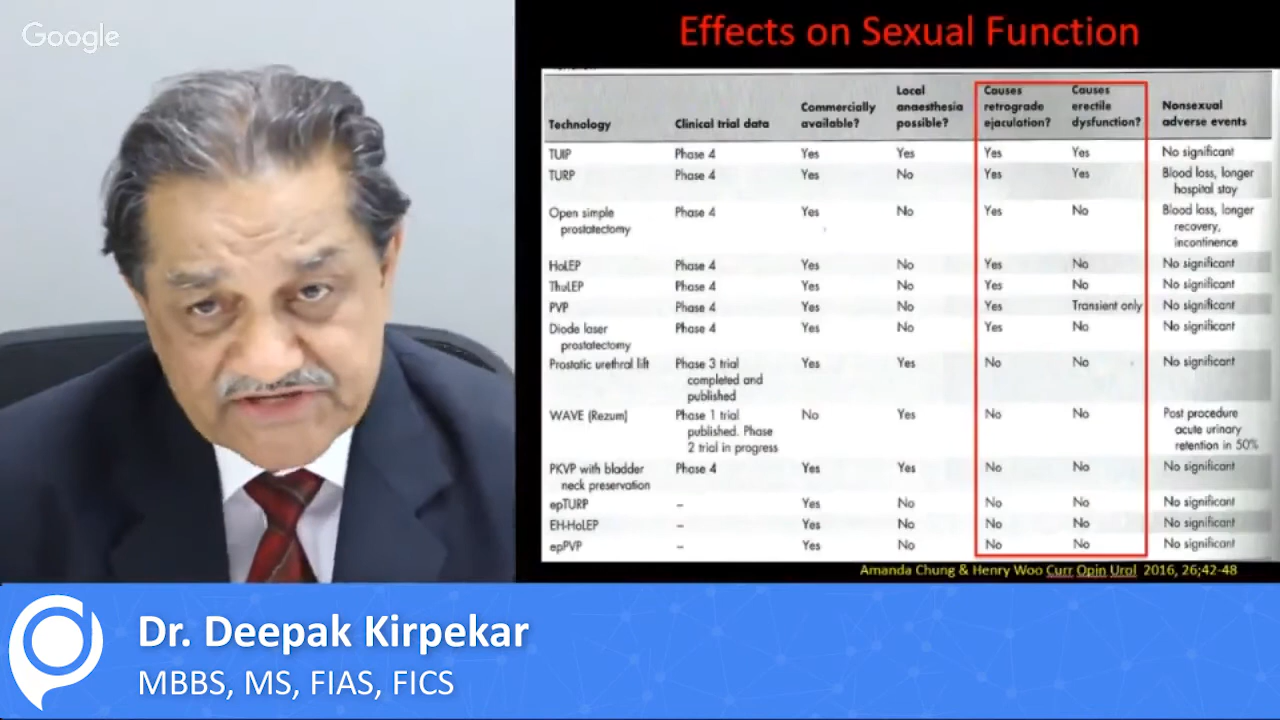 Google
Effects on Sexual Function
Technology Clinical trial data Commercially available? Local anaesthesia possible? Causes retrograde ejaculation? Causes erectile dysfunction? Nonsexual adverse events
TUIP Phase 4 Yes Yes Yes Yes No significant
TURP Phase 4 Yes No Yes Yes Blood loss, longer hospital stay
Open simple prostatectomy Phase 4 Yes No Yes No Blood loss, longer recovery, incontinence
HoLEP Phase 4 Yes No Yes No No significant
ThuLEP Phase 4 Yes No Yes No No significant
PVP Phase 4 Yes No Yes Transient only No significant
Diode laser prostatectomy Phase 4 Yes No Yes No No significant
Prostatic urethral lift Phase 3 trial completed and published Yes Yes No No No significant
WAVE (Rezum) Phase 1 trial published. Phase 2 trial in progress No Yes No No Post procedure acute urinary retention in 50%
PKVP with bladder neck preservation Phase 4 Yes Yes No No No significant
epTURP – Yes No No No No significant
EH-HoLEP – Yes No No No No significant
epPVP – Yes No No No No significant
Amanda Chung & Henry Woo Curr Opin Urol 2016, 26;42-48
Dr. Deepak Kirpekar
MBBS, MS, FIAS, FICS